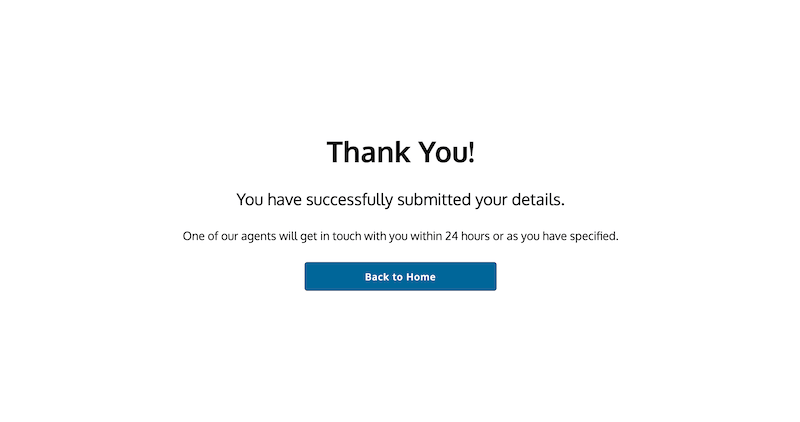 Thank You!
You have successfully submitted your details.
One of our agents will get in touch with you within 24 hours or as you have specified.
Back to Home